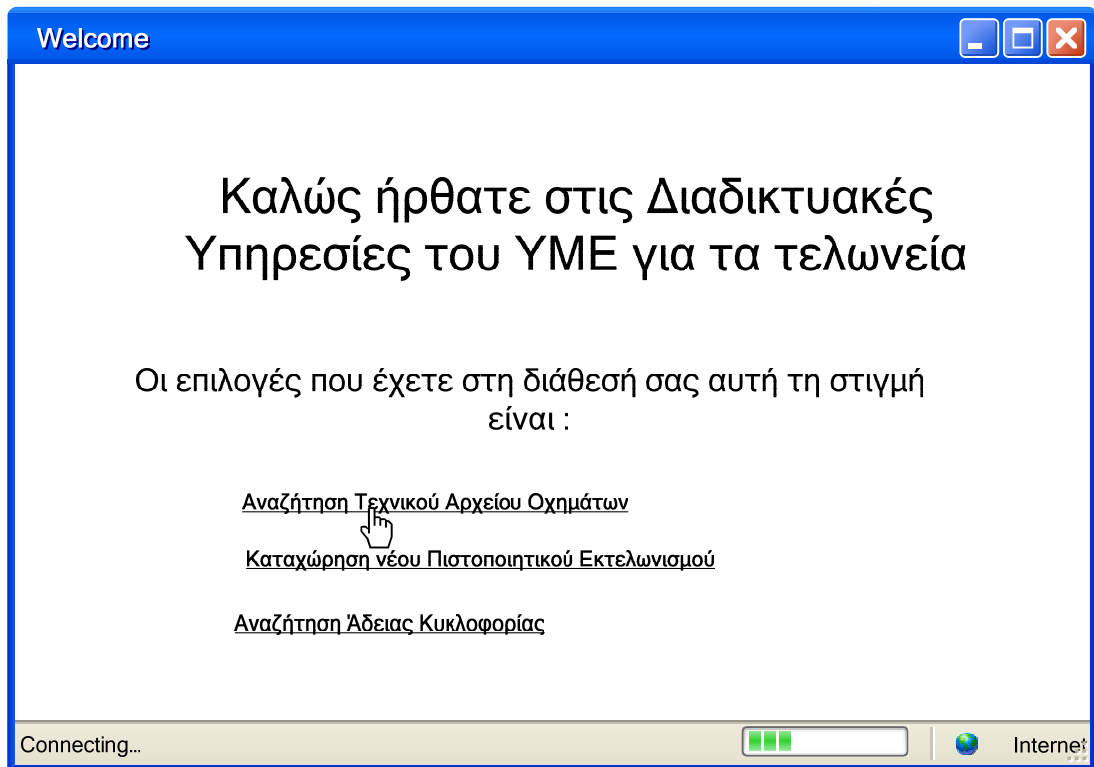 Welcome
Καλώς ήρθατε στις Διαδικτυακές
Υπηρεσίες του ΥΜΕ για τα τελωνεία
Οι επιλογές που έχετε στη διάθεσή σας αυτή τη στιγμή
είναι :
Αναζήτηση Τεχνικού Αρχείου Οχημάτων
Καταχώρηση νέου Πιστοποιητικού Εκτελωνισμού
Αναζήτηση Άδειας Κυκλοφορίας
Connecting... Internet